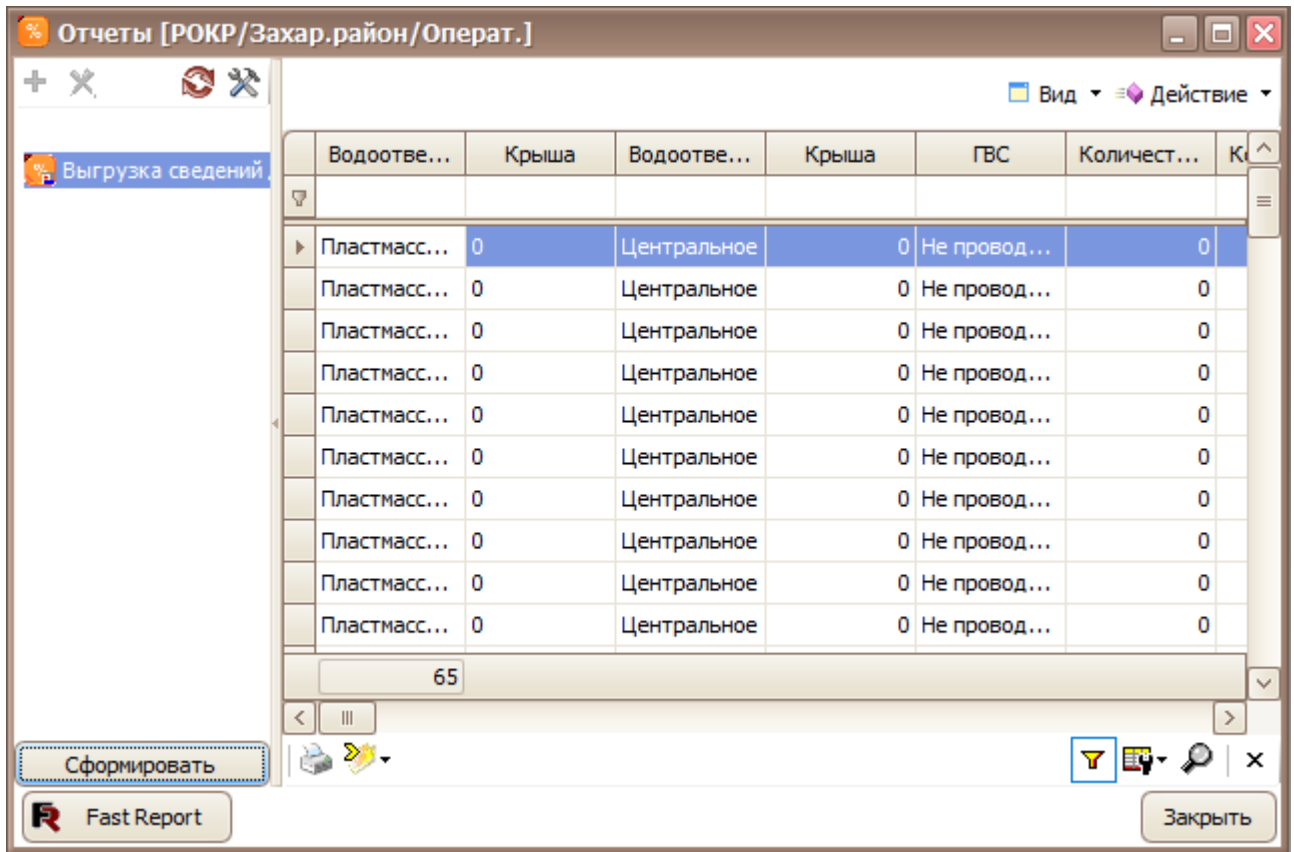 Отчеты [РОКР/Захар.район/Операт.]
Вид Действие
Выгрузка сведений
Водоотве... Крыша Водоотве... Крыша ГВС Количест...
Пластмасс... 0 Центральное 0 Не провод... 0
Пластмасс... 0 Центральное 0 Не провод... 0
Пластмасс... 0 Центральное 0 Не провод... 0
Пластмасс... 0 Центральное 0 Не провод... 0
Пластмасс... 0 Центральное 0 Не провод... 0
Пластмасс... 0 Центральное 0 Не провод... 0
Пластмасс... 0 Центральное 0 Не провод... 0
Пластмасс... 0 Центральное 0 Не провод... 0
Пластмасс... 0 Центральное 0 Не провод... 0
Пластмасс... 0 Центральное 0 Не провод... 0
65
Сформировать
Fast Report
Закрыть